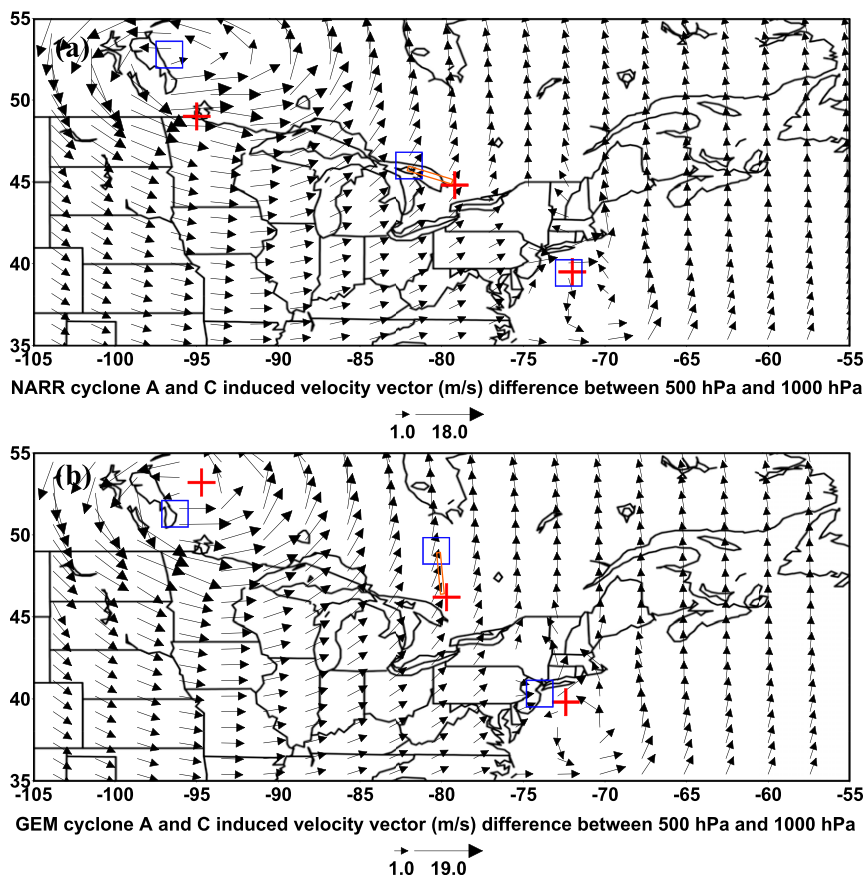 55
(a)
50
45
40
35
-105 -100 -95 -90 -85 -80 -75 -70 -65 -60 -55
NARR cyclone A and C induced velocity vector (m/s) difference between 500 hPa and 1000 hPa
1.0 18.0
55
(b)
50
45
40
35
-105 -100 -95 -90 -85 -80 -75 -70 -65 -60 -55
GEM cyclone A and C induced velocity vector (m/s) difference between 500 hPa and 1000 hPa
1.0 19.0